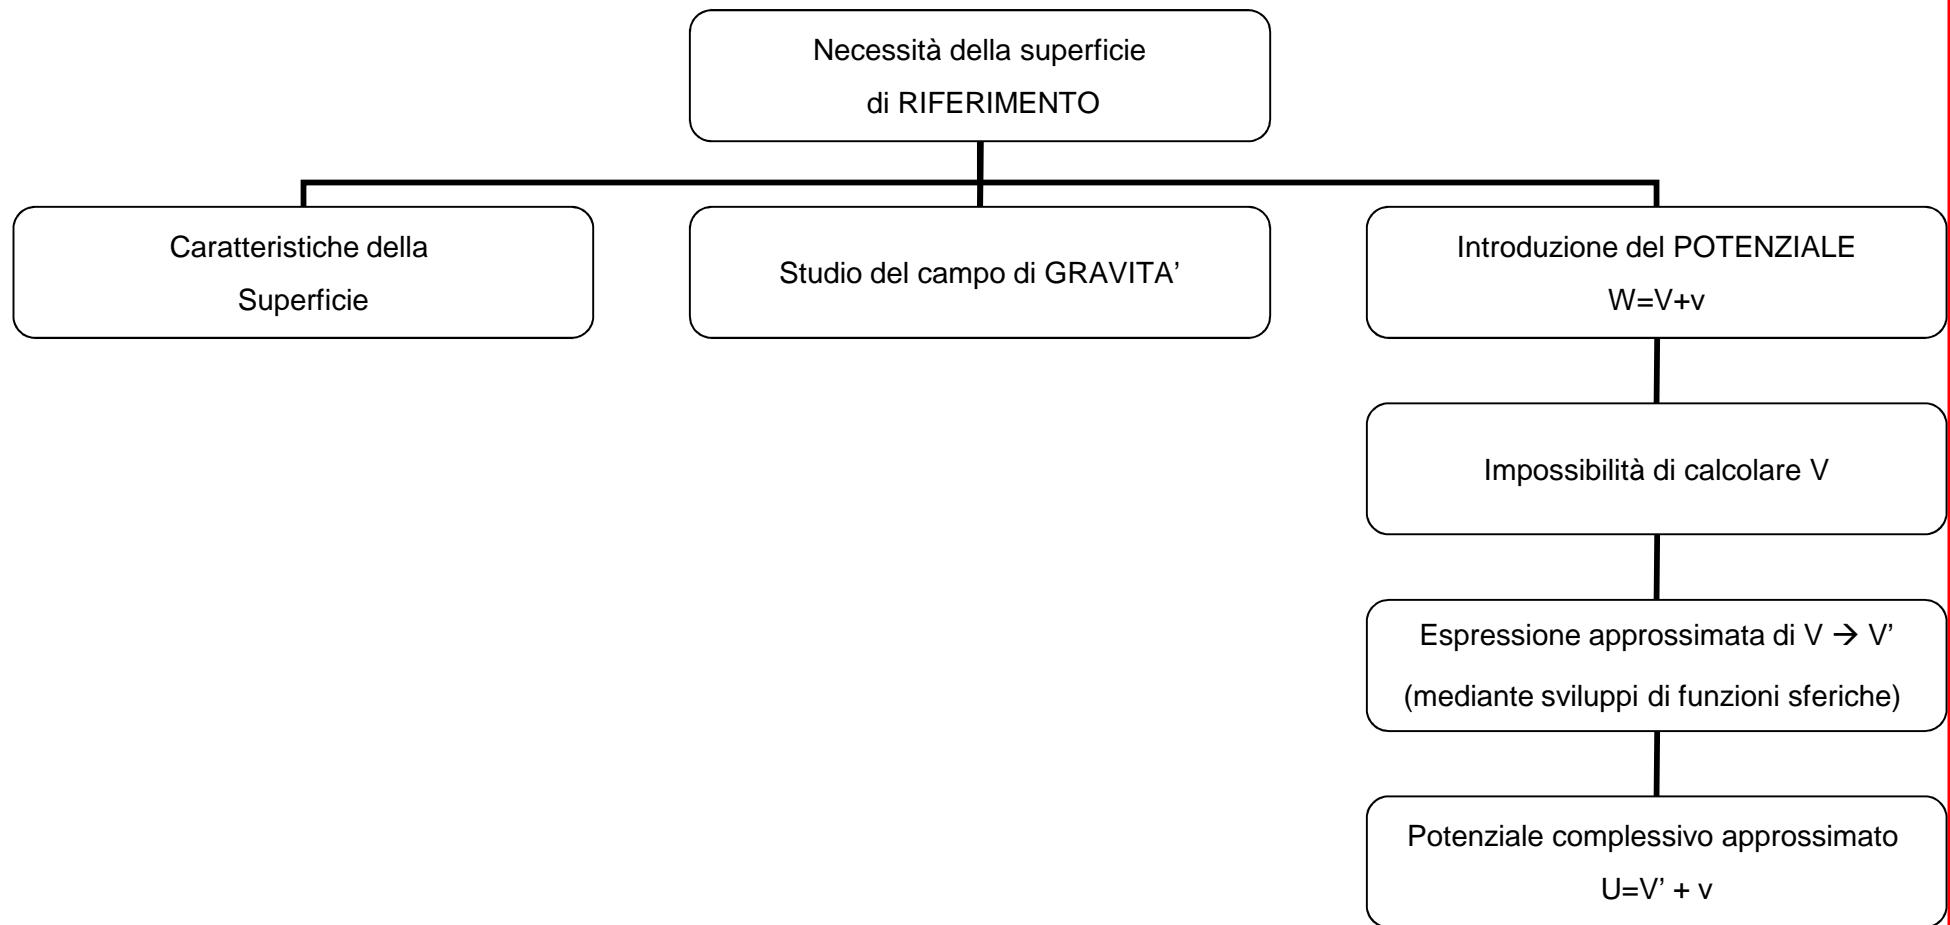 Necessità della superficie
di RIFERIMENTO
Caratteristiche della
Superficie
Studio del campo di GRAVITA’
Introduzione del POTENZIALE
W=V+v
Impossibilità di calcolare V
Espressione approssimata di V → V’
(mediante sviluppi di funzioni sferiche)
Potenziale complessivo approssimato
U=V’ + v